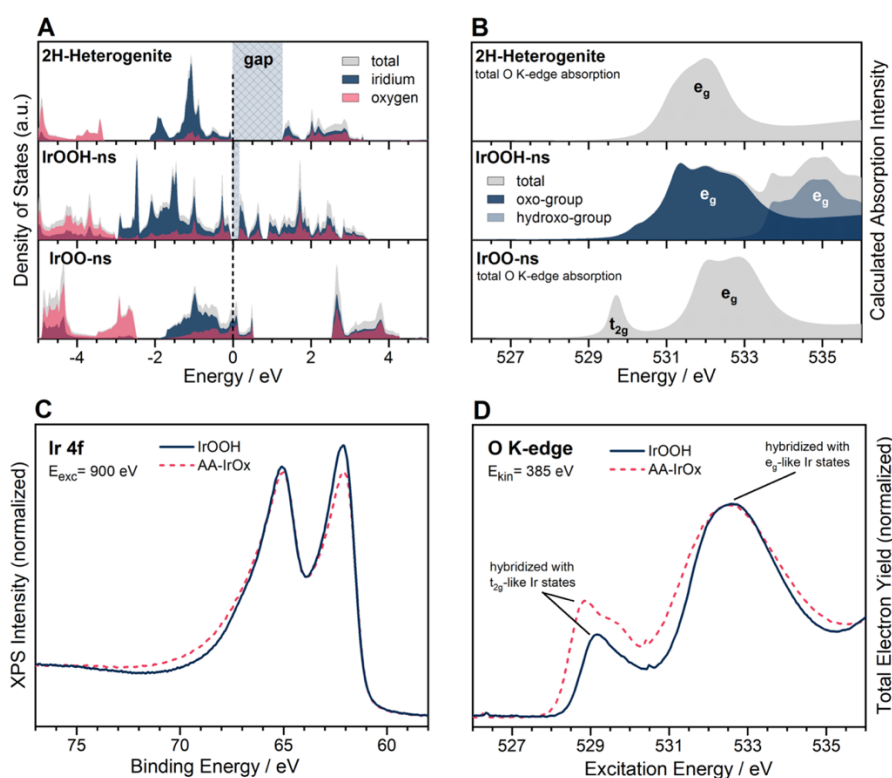 A
2H-Heterogenite
gap
total
iridium
oxygen
IrOOH-ns
IrOO-ns
Density of States (a.u.)
-4 -2 0 2 4
Energy / eV
B
2H-Heterogenite
total O K-edge absorption
eg
IrOOH-ns
total
oxo-group
hydroxo-group
eg
eg
IrOO-ns
total O K-edge absorption
t2g
eg
Calculated Absorption Intensity
527 529 531 533 535
Energy / eV
C
Ir 4f
Eexc= 900 eV
IrOOH
AA-IrOx
XPS Intensity (normalized)
75 70 65 60
Binding Energy / eV
D
O K-edge
Ekin= 385 eV
IrOOH
AA-IrOx
hybridized with
eg-like Ir states
hybridized with
t2g-like Ir states
Total Electron Yield (normalized)
527 529 531 533 535
Excitation Energy / eV